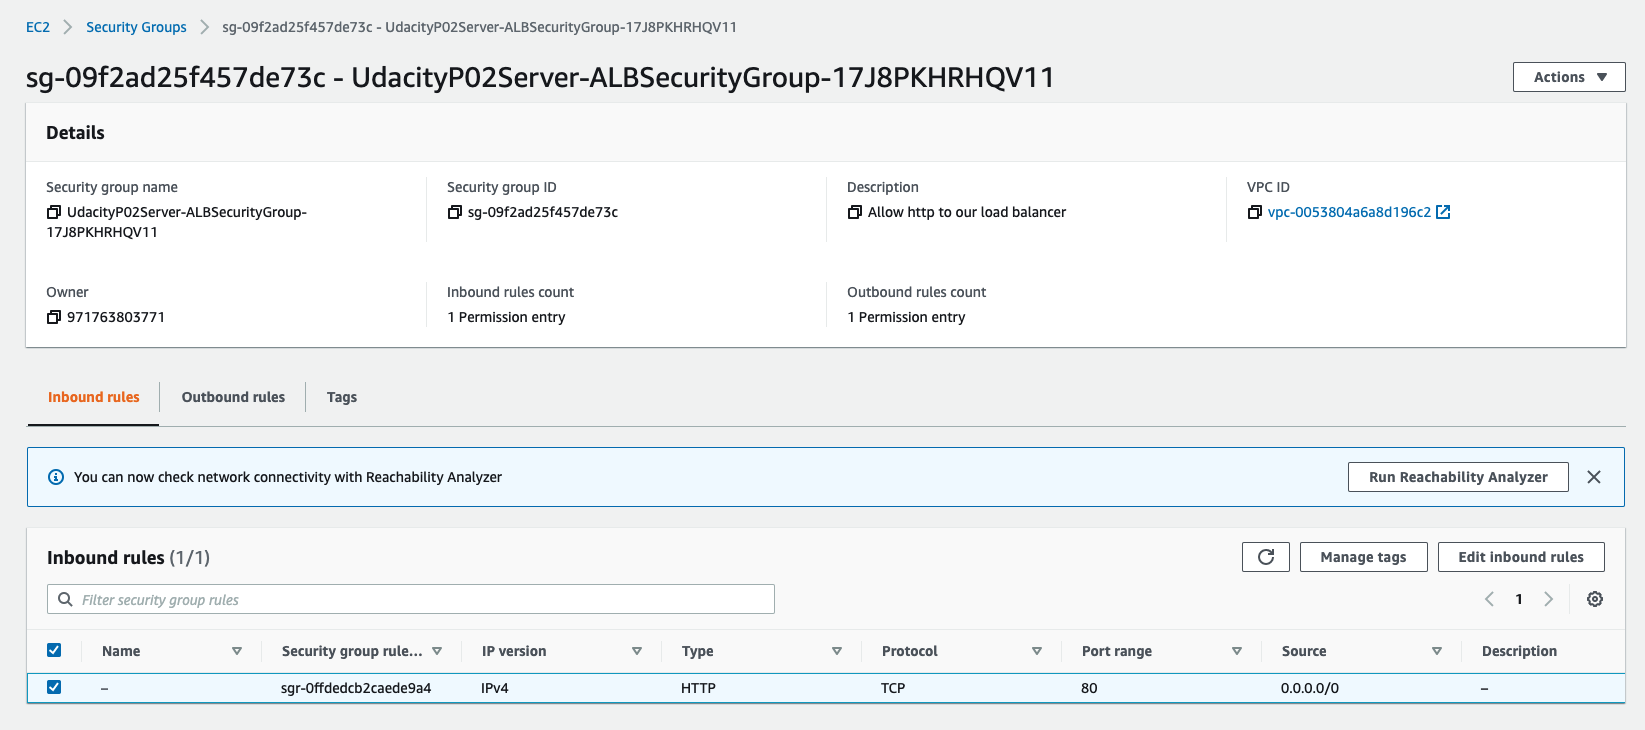 EC2 > Security Groups > sg-09f2ad25f457de73c - UdacityP02Server-ALBSecurityGroup-17J8PKHRHQV11
sg-09f2ad25f457de73c - UdacityP02Server-ALBSecurityGroup-17J8PKHRHQV11 Actions
Details
Security group name Security group ID Description VPC ID
UdacityP02Server-ALBSecurityGroup- sg-09f2ad25f457de73c Allow http to our load balancer vpc-0053804a6a8d196c2
17J8PKHRHQV11
Owner Inbound rules count Outbound rules count
971763803771 1 Permission entry 1 Permission entry
Inbound rules Outbound rules Tags
You can now check network connectivity with Reachability Analyzer Run Reachability Analyzer
Inbound rules (1/1) Manage tags Edit inbound rules
Filter security group rules 1
Name Security group rule... IP version Type Protocol Port range Source Description
– sgr-0ffdedcb2caede9a4 IPv4 HTTP TCP 80 0.0.0.0/0 –